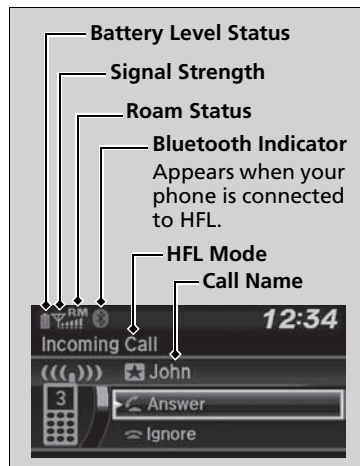 Battery Level Status
Signal Strength
Roam Status
Bluetooth Indicator
Appears when your
phone is connected
to HFL.
HFL Mode
Call Name
RM
12:34
Incoming Call
John
3
Answer
Ignore